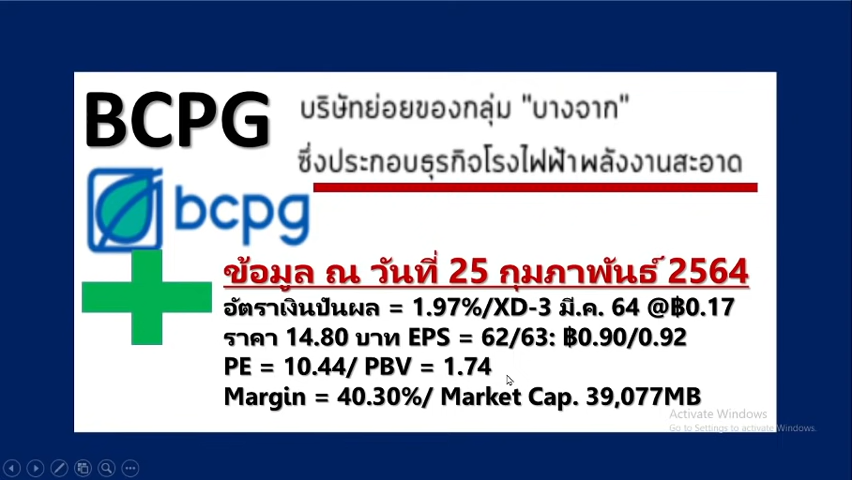 BCPG
บริษัทย่อยของกลุ่ม "บางจาก"
ซึ่งประกอบธุรกิจโรงไฟฟ้าพลังงานสะอาด
bcpg
ข้อมูล ณ วันที่ 25 กุมภาพันธ์ 2564
อัตราเงินปันผล = 1.97%/XD-3 มี.ค. 64 @฿0.17
ราคา 14.80 บาท EPS = 62/63: ฿0.90/0.92
PE = 10.44/ PBV = 1.74
Margin = 40.30%/ Market Cap. 39,077MB
Activate Windows
Go to Settings to activate Windows.